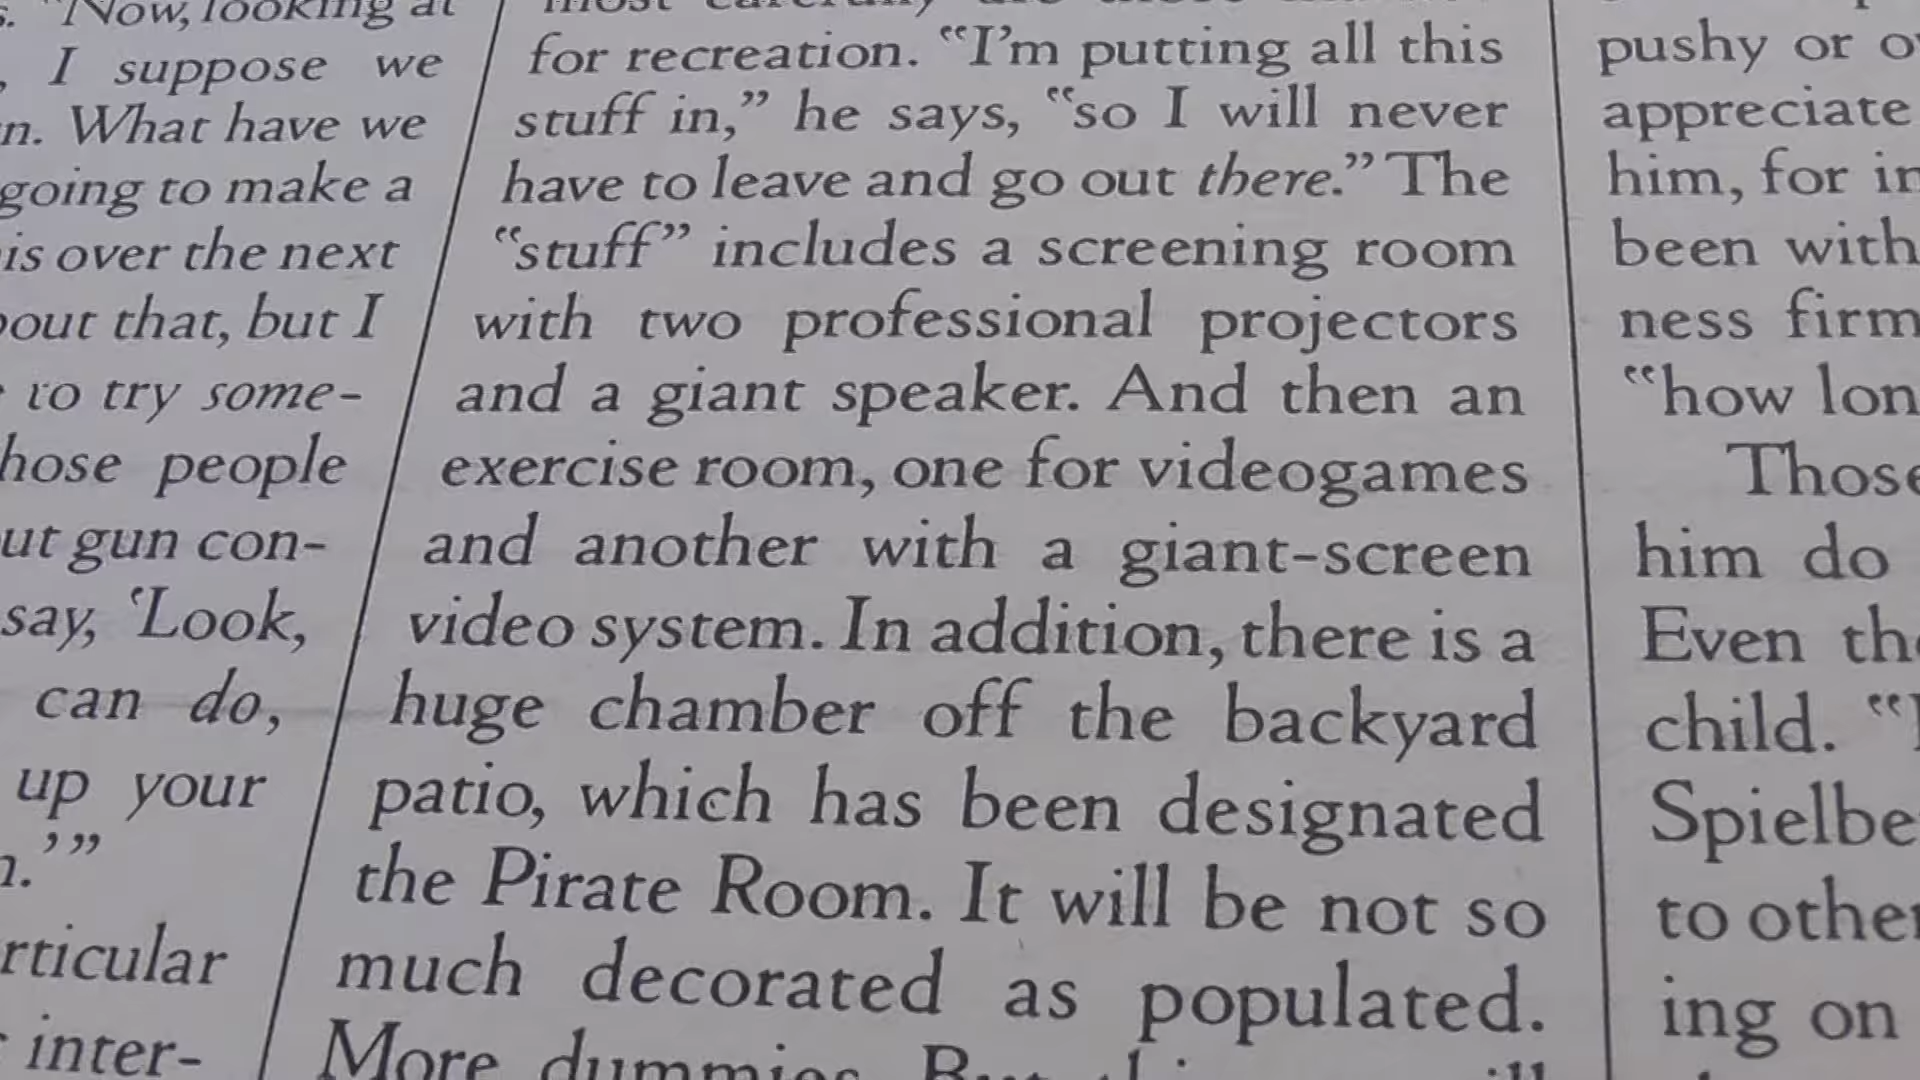 "Now, looking at
, I suppose we
n. What have we
going to make a
is over the next
out that, but I
to try some-
hose people
ut gun con-
say, 'Look,
can do,
up your
n.'"
rticular
inter-
for recreation. "I'm putting all this
stuff in," he says, "so I will never
have to leave and go out there." The
"stuff" includes a screening room
with two professional projectors
and a giant speaker. And then an
exercise room, one for videogames
and another with a giant-screen
video system. In addition, there is a
huge chamber off the backyard
patio, which has been designated
the Pirate Room. It will be not so
much decorated as populated.
More dummies.
pushy or o
appreciate
him, for in
been with
ness firm
"how lon
Those
him do
Even th
child. "
Spielbe
to other
ing on